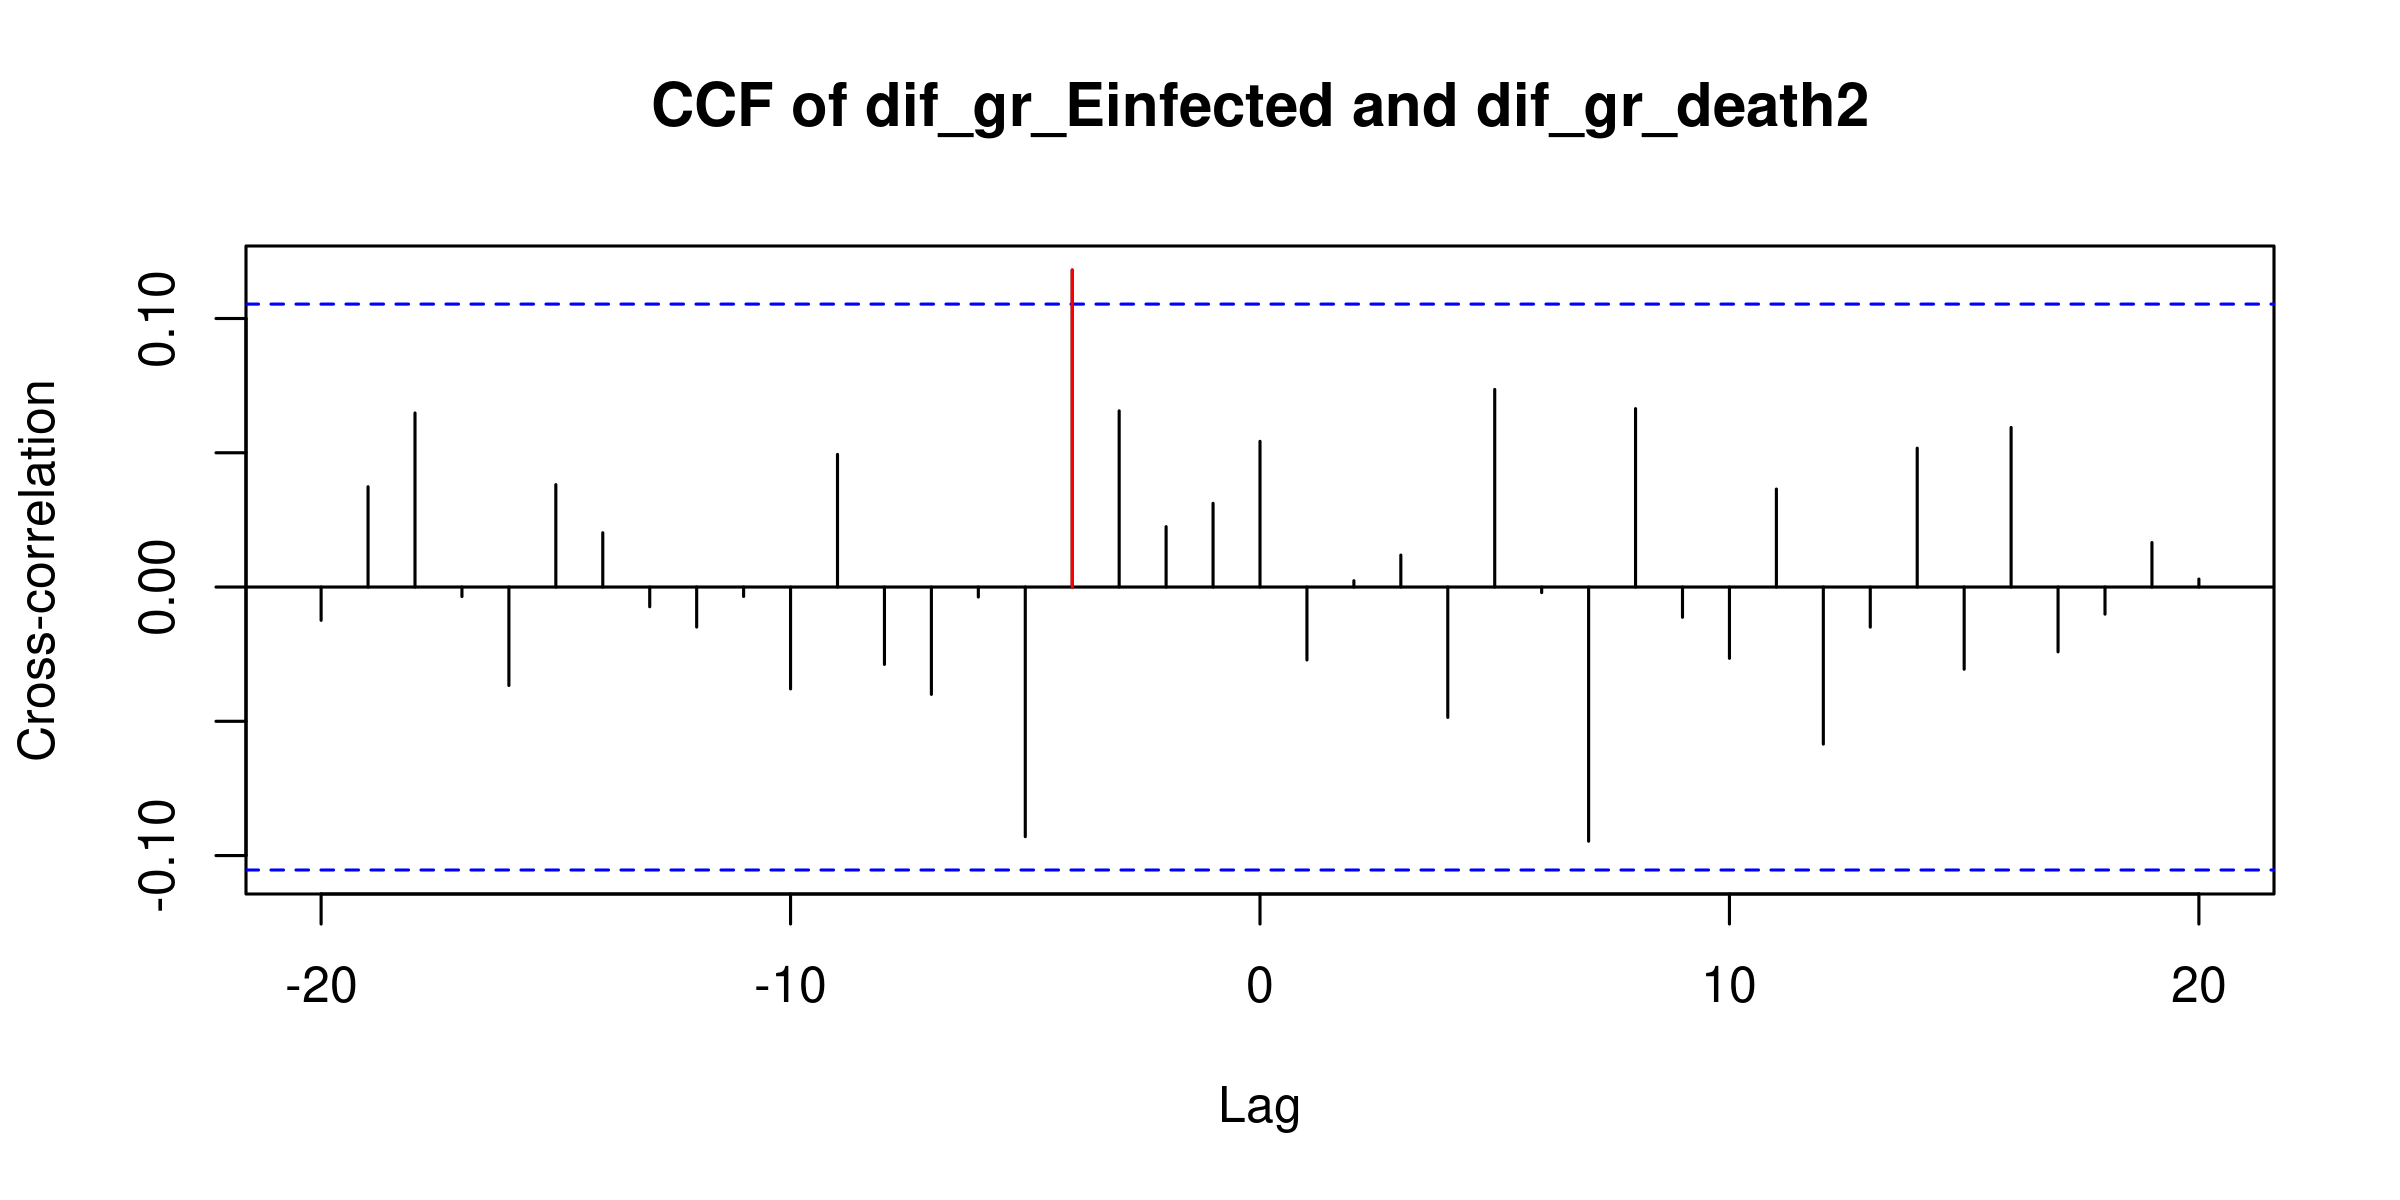 CCF of dif_gr_Einfected and dif_gr_death2
Cross-correlation
0.10
0.00
-0.10
-20 -10 0 10 20
Lag